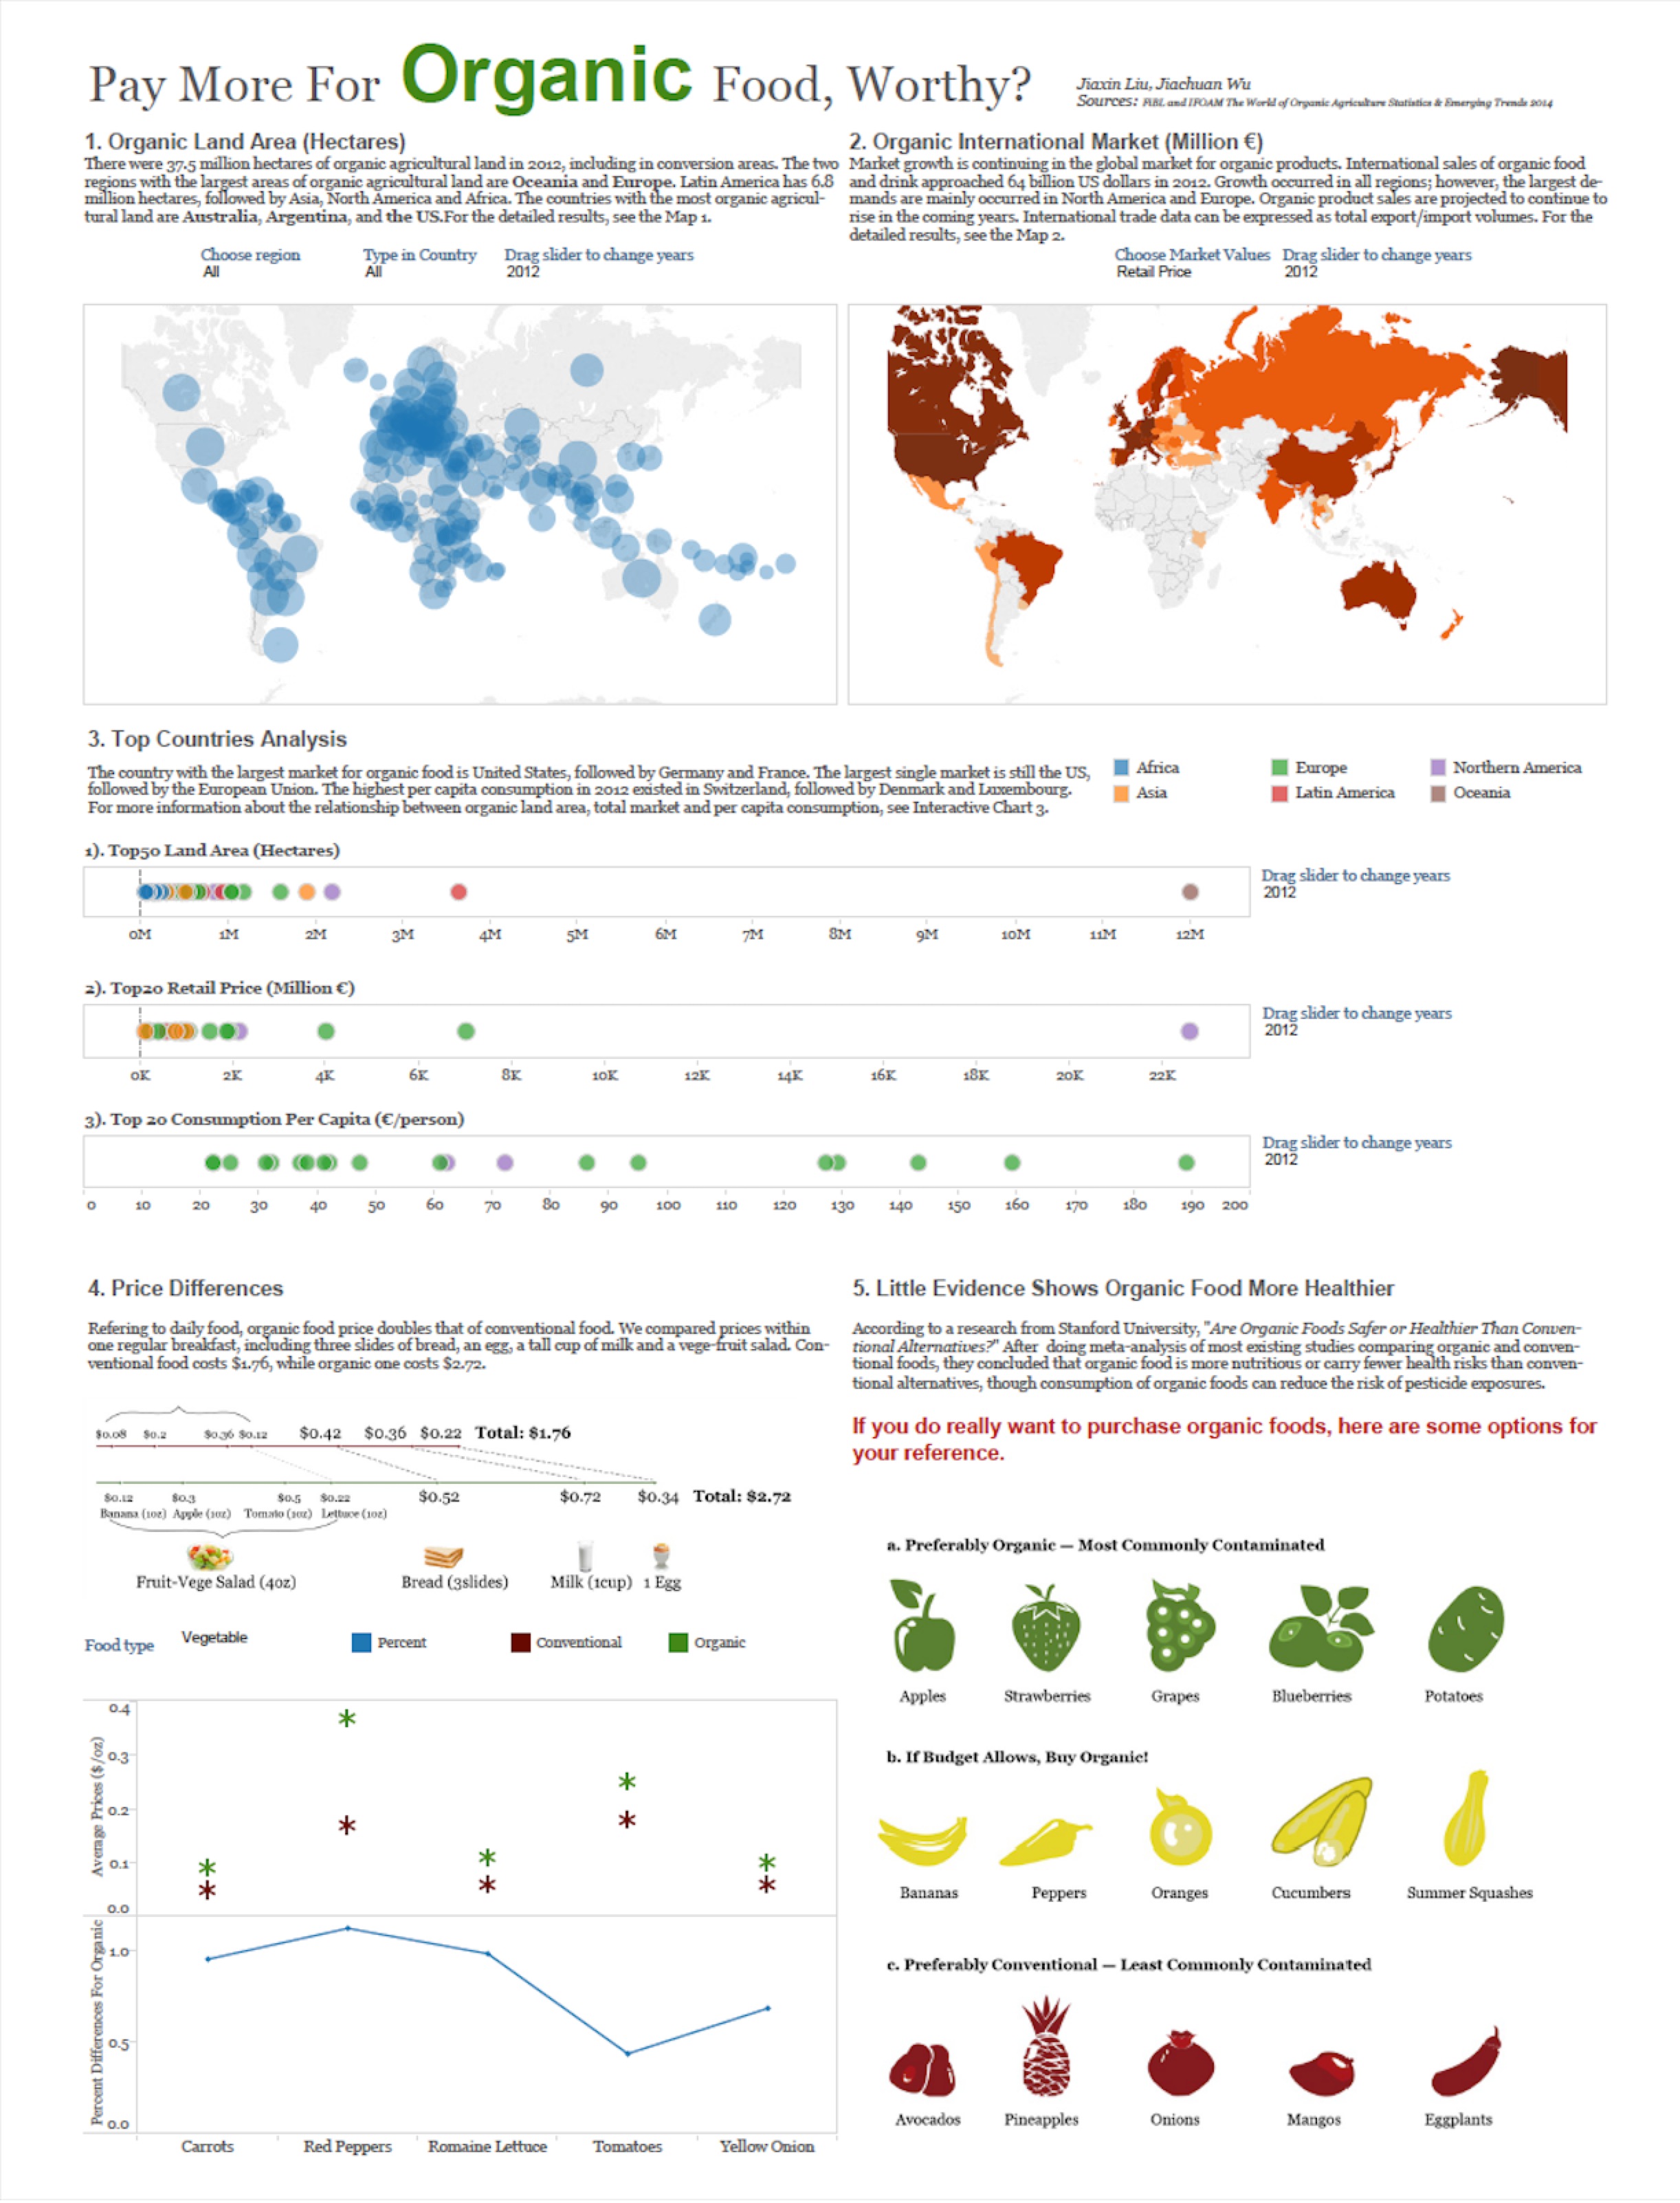 Pay More For Organic Food, Worthy?
Jiaxin Liu, Jiachuan Wu
Sources: FiBL and IFOAM The World of Organic Agriculture Statistics & Emerging Trends 2014
1. Organic Land Area (Hectares)
There were 37.5 million hectares of organic agricultural land in 2012, including in conversion areas. The two
regions with the largest areas of organic agricultural land are Oceania and Europe. Latin America has 6.8
million hectares, followed by Asia, North America and Africa. The countries with the most organic agricul-
tural land are Australia, Argentina, and the US.For the detailed results, see the Map 1.
Choose region
All
Type in Country
All
Drag slider to change years
2012
2. Organic International Market (Million €)
Market growth is continuing in the global market for organic products. International sales of organic food
and drink approached 64 billion US dollars in 2012. Growth occurred in all regions; however, the largest de-
mands are mainly occurred in North America and Europe. Organic product sales are projected to continue to
rise in the coming years. International trade data can be expressed as total export/import volumes. For the
detailed results, see the Map 2.
Choose Market Values
Retail Price
Drag slider to change years
2012
3. Top Countries Analysis
The country with the largest market for organic food is United States, followed by Germany and France. The largest single market is still the US,
followed by the European Union. The highest per capita consumption in 2012 existed in Switzerland, followed by Denmark and Luxembourg.
For more information about the relationship between organic land area, total market and per capita consumption, see Interactive Chart 3.
Africa Europe Northern America
Asia Latin America Oceania
1). Top50 Land Area (Hectares)
Drag slider to change years
2012
0M 1M 2M 3M 4M 5M 6M 7M 8M 9M 10M 11M 12M
2). Top20 Retail Price (Million €)
Drag slider to change years
2012
0K 2K 4K 6K 8K 10K 12K 14K 16K 18K 20K 22K
3). Top 20 Consumption Per Capita (€/person)
Drag slider to change years
2012
0 10 20 30 40 50 60 70 80 90 100 110 120 130 140 150 160 170 180 190 200
4. Price Differences
Refering to daily food, organic food price doubles that of conventional food. We compared prices within
one regular breakfast, including three slides of bread, an egg, a tall cup of milk and a vege-fruit salad. Con-
ventional food costs $1.76, while organic one costs $2.72.
$0.08 $0.2 $0.36 $0.12 $0.42 $0.36 $0.22 Total: $1.76
$0.12 $0.3 $0.5 $0.22 $0.52 $0.72 $0.34 Total: $2.72
Banana (1oz) Apple (1oz) Tomato (1oz) Lettuce (1oz)
Fruit-Vege Salad (4oz) Bread (3slides) Milk (1cup) 1 Egg
Food type Vegetable Percent Conventional Organic
Average Prices ($/oz)
0.4
0.3
0.2
0.1
0.0
Percent Differences For Organic
1.0
0.5
0.0
Carrots Red Peppers Romaine Lettuce Tomatoes Yellow Onion
5. Little Evidence Shows Organic Food More Healthier
According to a research from Stanford University, "Are Organic Foods Safer or Healthier Than Conven-
tional Alternatives?" After doing meta-analysis of most existing studies comparing organic and conven-
tional foods, they concluded that organic food is more nutritious or carry fewer health risks than conven-
tional alternatives, though consumption of organic foods can reduce the risk of pesticide exposures.
If you do really want to purchase organic foods, here are some options for
your reference.
a. Preferably Organic — Most Commonly Contaminated
Apples Strawberries Grapes Blueberries Potatoes
b. If Budget Allows, Buy Organic!
Bananas Peppers Oranges Cucumbers Summer Squashes
c. Preferably Conventional — Least Commonly Contaminated
Avocados Pineapples Onions Mangos Eggplants